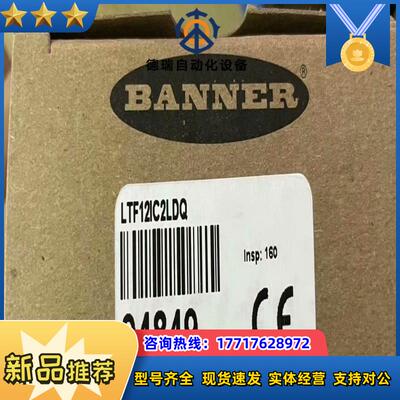 德瑞自动化设备
BANNER®
LTF12IC2LDQ
Insp: 160
CE
咨询热线：17717628972
新品推荐
型号齐全 现货速发 实体经营 支持对公